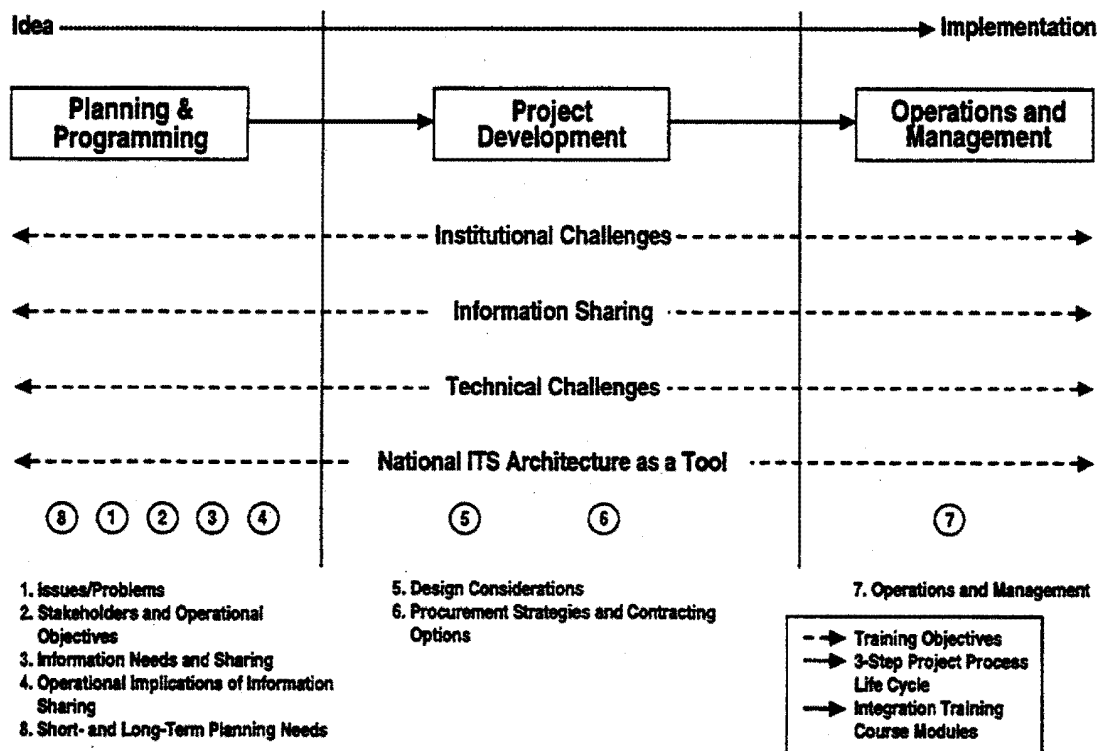 Idea
Implementation
Planning &
Programming
Project
Development
Operations and
Management
Institutional Challenges
Information Sharing
Technical Challenges
National ITS Architecture as a Tool
8 1 2 3 4
5 6
7
1. Issues/Problems
2. Stakeholders and Operational
Objectives
3. Information Needs and Sharing
4. Operational Implications of Information
Sharing
8. Short- and Long-Term Planning Needs
5. Design Considerations
6. Procurement Strategies and Contracting
Options
7. Operations and Management
Training Objectives
3-Step Project Process
Life Cycle
Integration Training
Course Modules